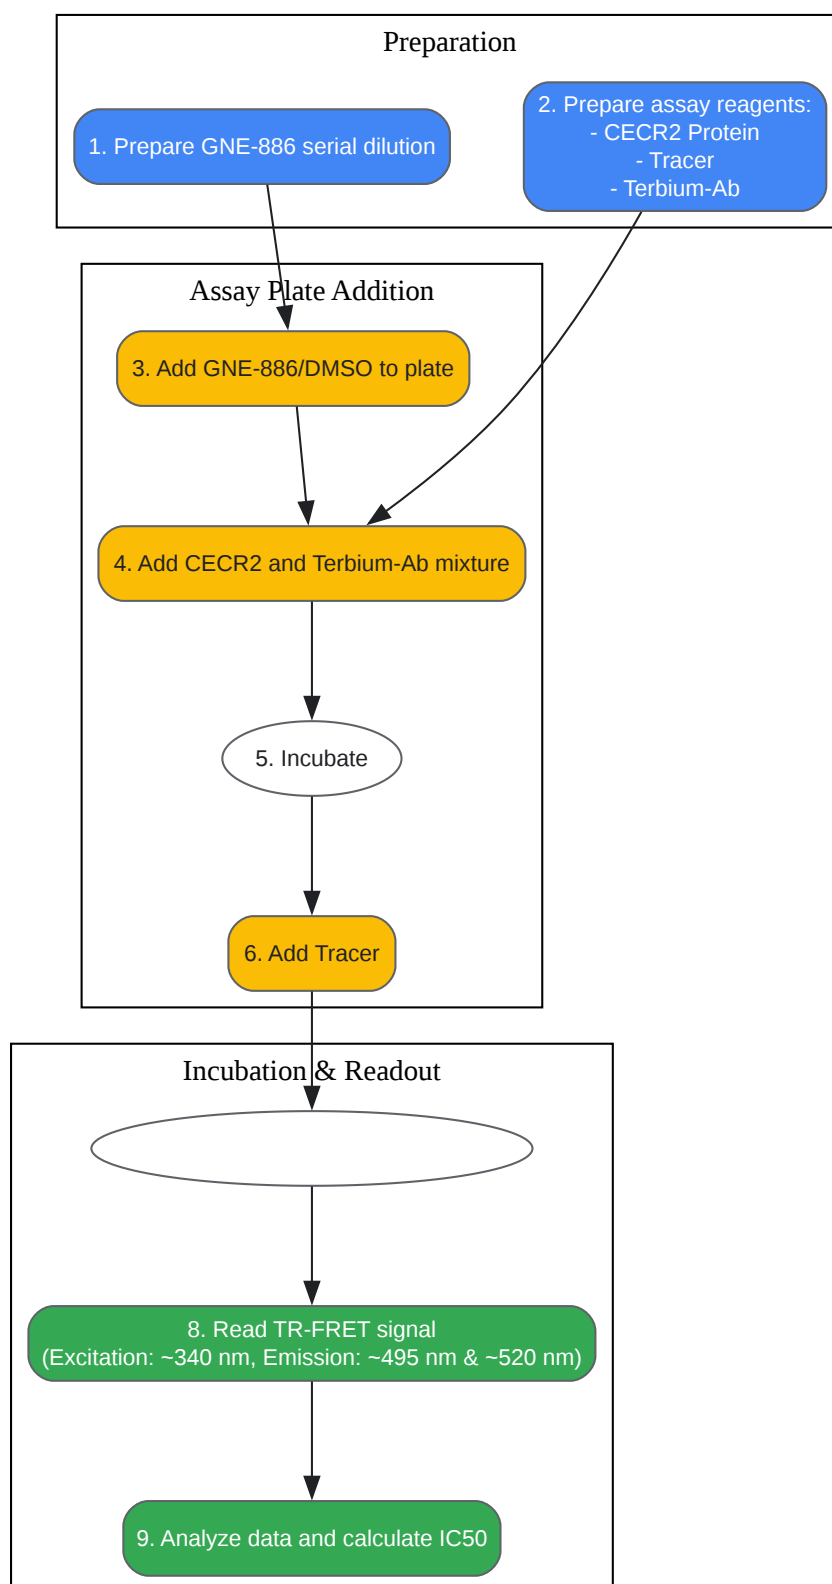 Preparation
1. Prepare GNE-886 serial dilution
2. Prepare assay reagents:
- CECR2 Protein
- Tracer
- Terbium-Ab
Assay Plate Addition
3. Add GNE-886/DMSO to plate
4. Add CECR2 and Terbium-Ab mixture
5. Incubate
6. Add Tracer
Incubation & Readout
8. Read TR-FRET signal
(Excitation: ~340 nm, Emission: ~495 nm & ~520 nm)
9. Analyze data and calculate IC50